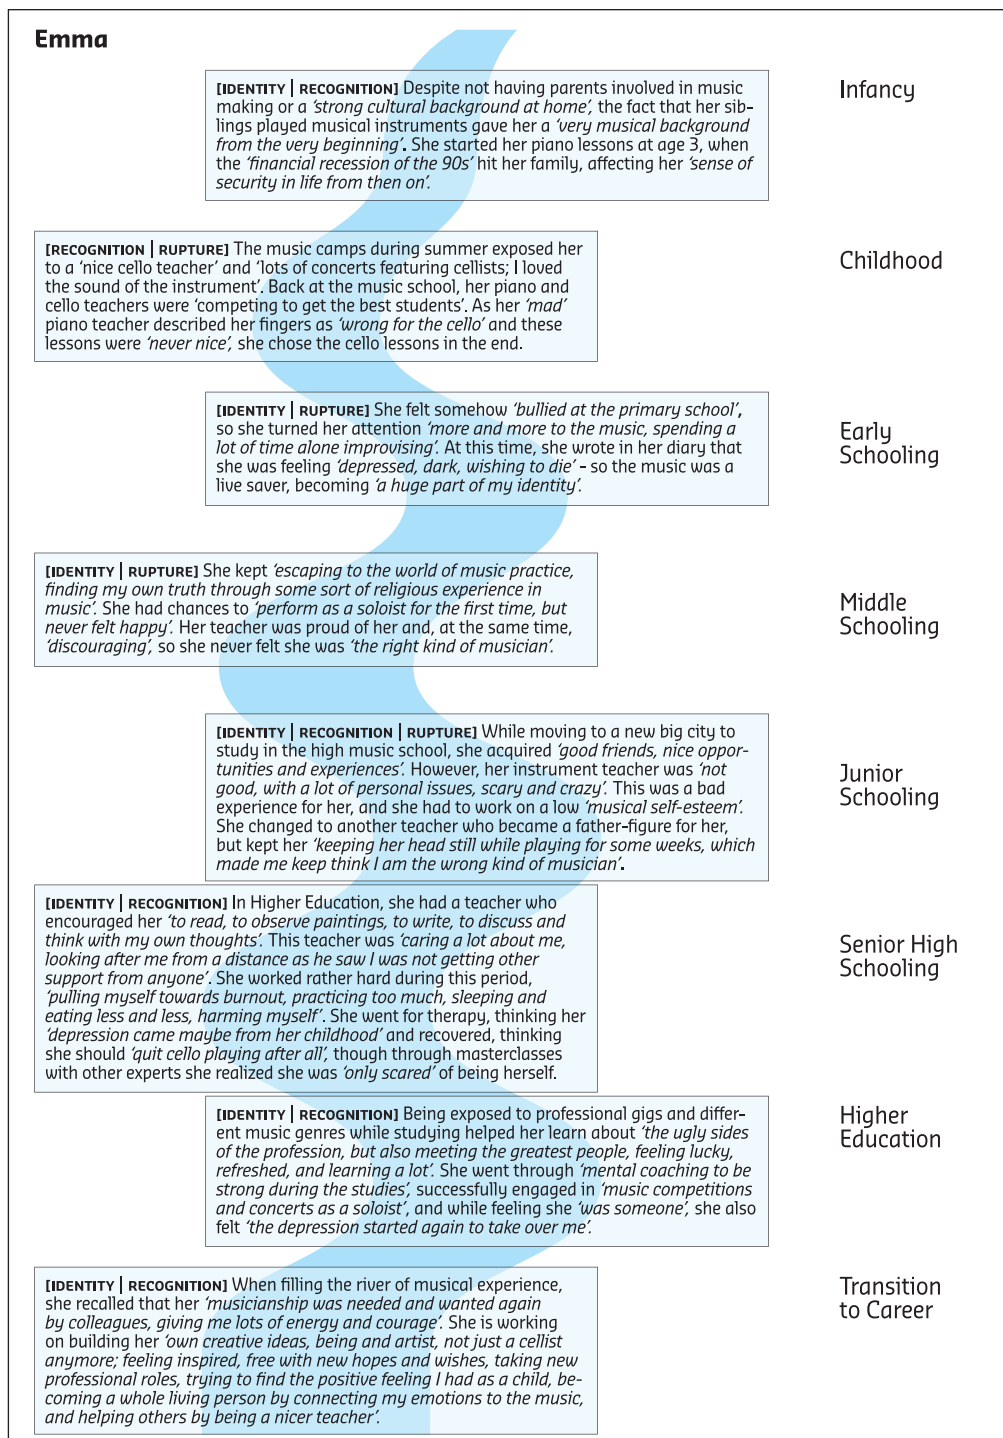 Emma
[IDENTITY | RECOGNITION] Despite not having parents involved in music
making or a ‘strong cultural background at home’, the fact that her sib-
lings played musical instruments gave her a ‘very musical background
from the very beginning’. She started her piano lessons at age 3, when
the ‘financial recession of the 90s’ hit her family, affecting her ‘sense of
security in life from then on’.
Infancy
[RECOGNITION | RUPTURE] The music camps during summer exposed her
to a ‘nice cello teacher’ and ‘lots of concerts featuring cellists; I loved
the sound of the instrument’. Back at the music school, her piano and
cello teachers were ‘competing to get the best students’. As her ‘mad’
piano teacher described her fingers as ‘wrong for the cello’ and these
lessons were ‘never nice’, she chose the cello lessons in the end.
Childhood
[IDENTITY | RUPTURE] She felt somehow ‘bullied at the primary school’,
so she turned her attention ‘more and more to the music, spending a
lot of time alone improvising’. At this time, she wrote in her diary that
she was feeling ‘depressed, dark, wishing to die’ - so the music was a
live saver, becoming ‘a huge part of my identity’.
Early
Schooling
[IDENTITY | RUPTURE] She kept ‘escaping to the world of music practice,
finding my own truth through some sort of religious experience in
music’. She had chances to ‘perform as a soloist for the first time, but
never felt happy’. Her teacher was proud of her and, at the same time,
‘discouraging’, so she never felt she was ‘the right kind of musician’.
Middle
Schooling
[IDENTITY | RECOGNITION | RUPTURE] While moving to a new big city to
study in the high music school, she acquired ‘good friends, nice oppor-
tunities and experiences’. However, her instrument teacher was ‘not
good, with a lot of personal issues, scary and crazy’. This was a bad
experience for her, and she had to work on a low ‘musical self-esteem’.
She changed to another teacher who became a father-figure for her,
but kept her ‘keeping her head still while playing for some weeks, which
made me keep think I am the wrong kind of musician’.
Junior
Schooling
[IDENTITY | RECOGNITION] In Higher Education, she had a teacher who
encouraged her ‘to read, to observe paintings, to write, to discuss and
think with my own thoughts’. This teacher was ‘caring a lot about me,
looking after me from a distance as he saw I was not getting other
support from anyone’. She worked rather hard during this period,
‘pulling myself towards burnout, practicing too much, sleeping and
eating less and less, harming myself’. She went for therapy, thinking her
‘depression came maybe from her childhood’ and recovered, thinking
she should ‘quit cello playing after all’, though through masterclasses
with other experts she realized she was ‘only scared’ of being herself.
Senior High
Schooling
[IDENTITY | RECOGNITION] Being exposed to professional gigs and differ-
ent music genres while studying helped her learn about ‘the ugly sides
of the profession, but also meeting the greatest people, feeling lucky,
refreshed, and learning a lot’. She went through ‘mental coaching to be
strong during the studies’, successfully engaged in ‘music competitions
and concerts as a soloist’, and while feeling she ‘was someone’, she also
felt ‘the depression started again to take over me’.
Higher
Education
[IDENTITY | RECOGNITION] When filling the river of musical experience,
she recalled that her ‘musicianship was needed and wanted again
by colleagues, giving me lots of energy and courage’. She is working
on building her ‘own creative ideas, being and artist, not just a cellist
anymore; feeling inspired, free with new hopes and wishes, taking new
professional roles, trying to find the positive feeling I had as a child, be-
coming a whole living person by connecting my emotions to the music,
and helping others by being a nicer teacher’.
Transition
to Career